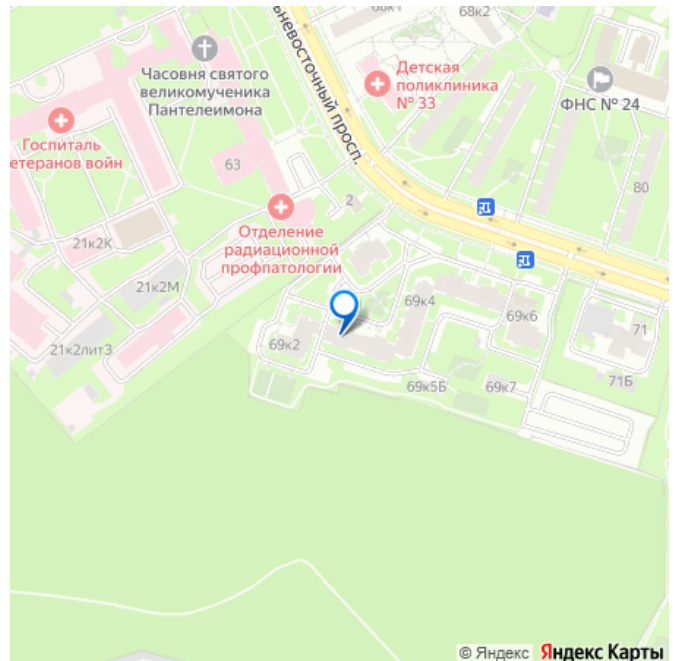 68к2
льневосточный просп.
Часовня святого
великомученика
Пантелеимона
Детская
поликлиника
№ 33
ФНС № 24
Госпиталь
етеранов войн
63
80
2
Отделение
радиационной
профпатологии
21к2К
21к2М
69к4
69к6
71
69к2
21к2лит3
71Б
69к5Б
69к7
© Яндекс Яндекс Карты